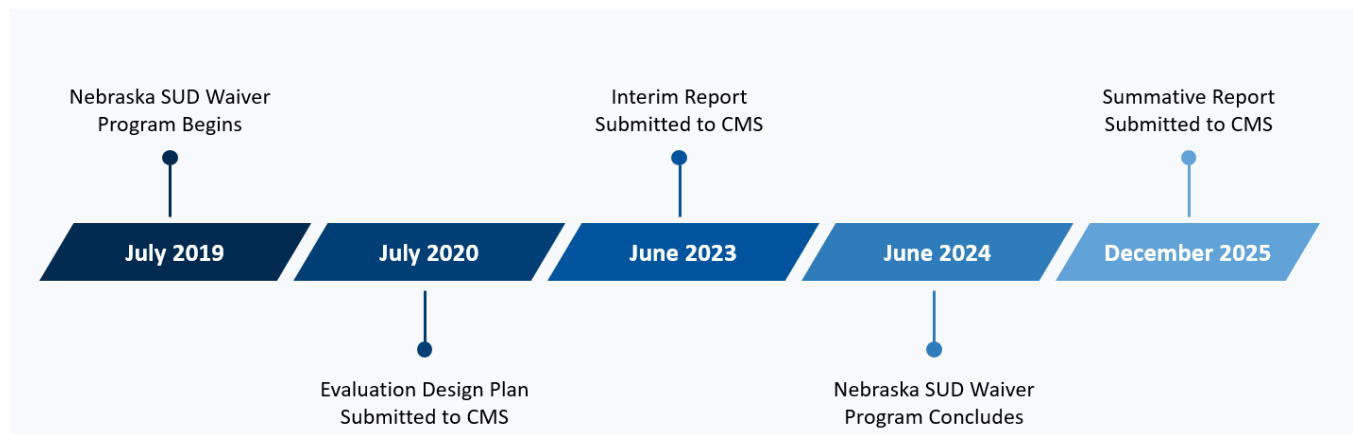 Nebraska SUD Waiver
Program Begins
Interim Report
Submitted to CMS
Summative Report
Submitted to CMS
July 2019
July 2020
June 2023
June 2024
December 2025
Evaluation Design Plan
Submitted to CMS
Nebraska SUD Waiver
Program Concludes